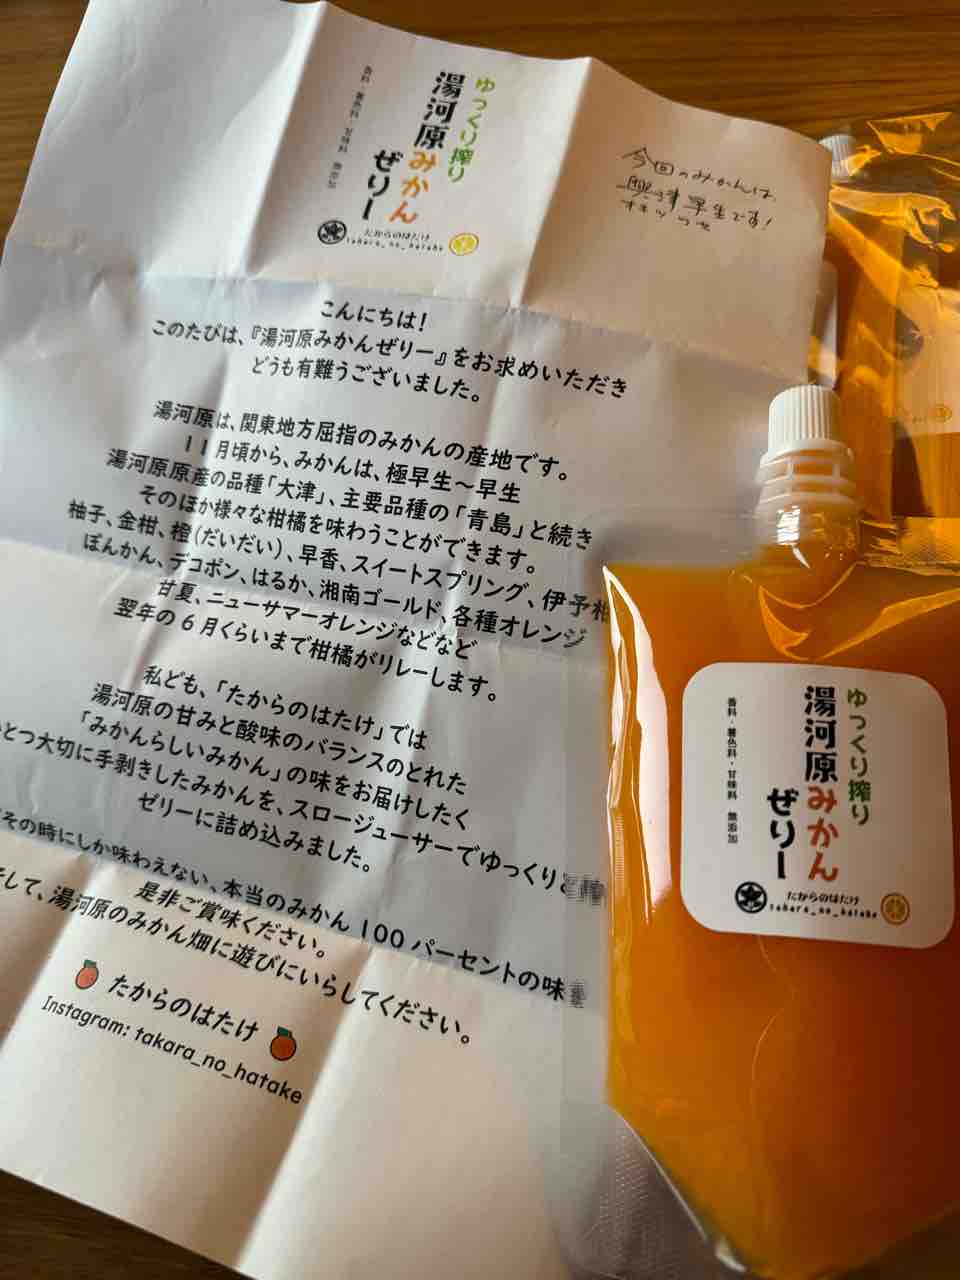 ゆっくり搾り
湯河原みかん
ぜりー
香料・着色料・甘味料 無添加
たからのはたけ
takara_no_hatake
今回のみかんは、
興津早生です!
オキツワセ
こんにちは!
このたびは、『湯河原みかんぜりー』をお求めいただき
どうも有難うございました。
湯河原は、関東地方屈指のみかんの産地です。
11月頃から、みかんは、極早生~早生
湯河原原産の品種「大津」、主要品種の「青島」と続き
そのほか様々な柑橘を味わうことができます。
柚子、金柑、橙(だいだい)、早香、スイートスプリング、伊予柑
ぽんかん、デコポン、はるか、湘南ゴールド、各種オレンジ
甘夏、ニューサマーオレンジなどなど
翌年の6月くらいまで柑橘がリレーします。
私ども、「たからのはたけ」では
湯河原の甘みと酸味のバランスのとれた
「みかんらしいみかん」の味をお届けしたく
とつ大切に手剥きしたみかんを、スロージューサーでゆっくり
ゼリーに詰め込みました。
その時にしか味わえない、本当のみかん100パーセントの味
是非ご賞味ください。
して、湯河原のみかん畑に遊びにいらしてください。
たからのはたけ
Instagram: takara_no_hatake
ゆっくり搾り
湯河原みかん
ぜりー
香料・着色料・甘味料 無添加
たからのはたけ
takara_no_hatake